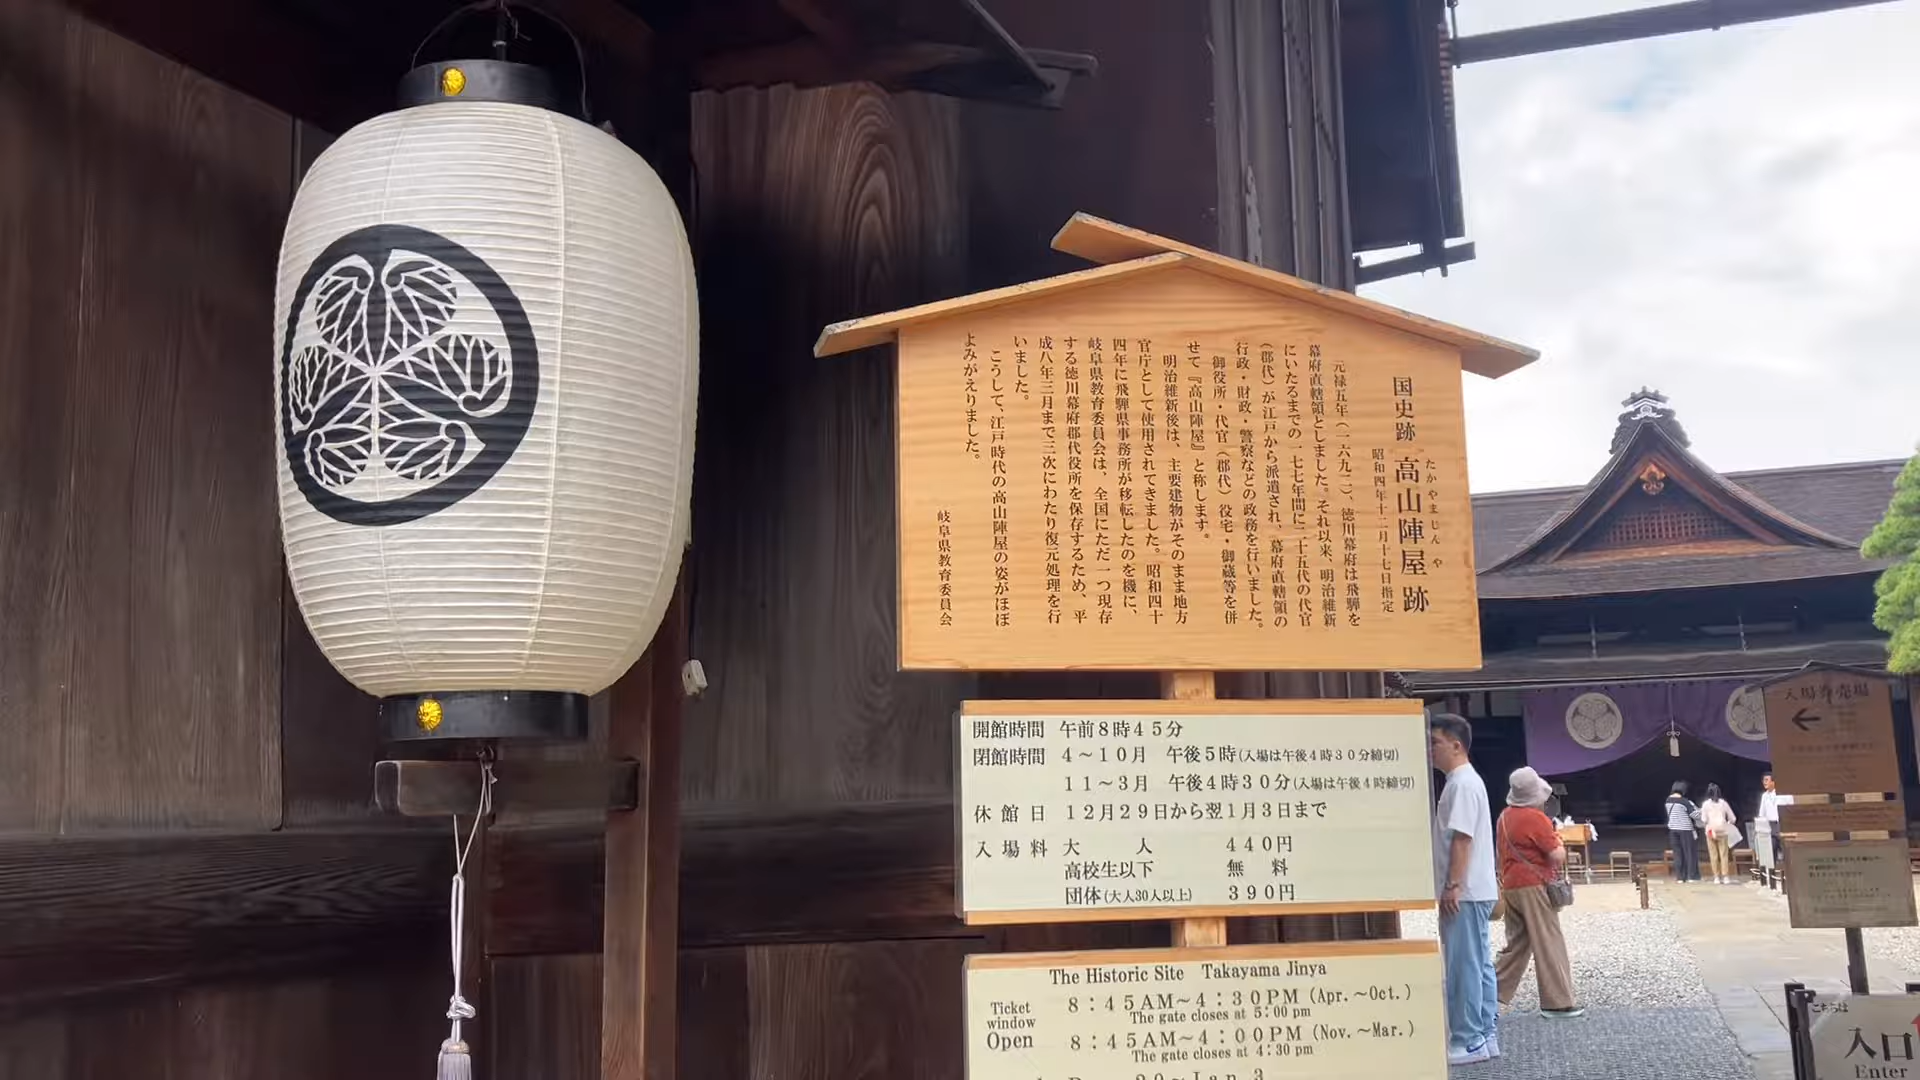 国史跡 高山陣屋跡
たかやまじんや
昭和四年十二月十七日指定
元禄五年(一六九二)、徳川幕府は飛騨を
幕府直轄領としました。それ以来、明治維新
にいたるまでの一七七年間に二十五代の代官
(郡代)が江戸から派遣され、幕府直轄領の
行政・財政・警察などの政務を行いました。
御役所・代官(郡代)役宅・御蔵等を併
せて『高山陣屋』と称します。
明治維新後は、主要建物がそのまま地方
官庁として使用されてきました。昭和四十
四年に飛騨県事務所が移転したのを機に、
岐阜県教育委員会は、全国にただ一つ現存
する徳川幕府郡代役所を保存するため、平
成八年三月まで三次にわたり復元処理を行
いました。
こうして、江戸時代の高山陣屋の姿がほぼ
よみがえりました。
岐阜県教育委員会
開館時間 午前8時45分
閉館時間 4～10月 午後5時(入場は午後4時30分締切)
11～3月 午後4時30分(入場は午後4時締切)
休館日 12月29日から翌1月3日まで
入場料 大人 440円
高校生以下 無料
団体(大人30人以上) 390円
The Historic Site Takayama Jinya
Ticket window Open
8:45AM～4:30PM (Apr.～Oct.)
The gate closes at 5:00 pm
8:45AM～4:00PM (Nov.～Mar.)
The gate closes at 4:30 pm
入場券売場
こちらは
入口
Enter